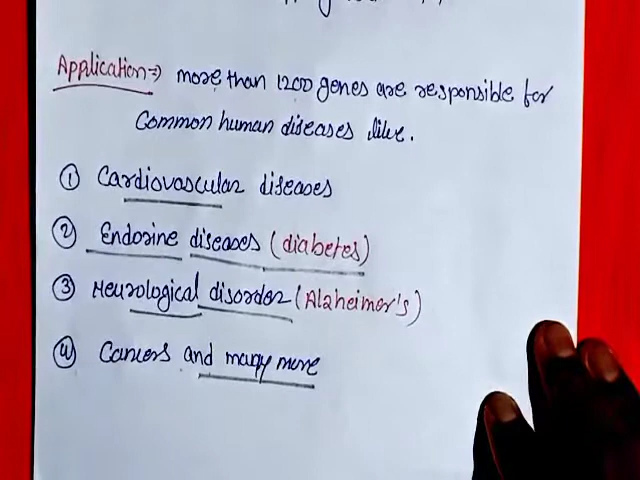 Application⇒ more than 1200 genes are responsible for
Common human diseases like.
① Cardiovascular diseases
② Endorine diseases (diabetes)
③ Neurological disorder (Alzheimer's)
④ Cancers and many more